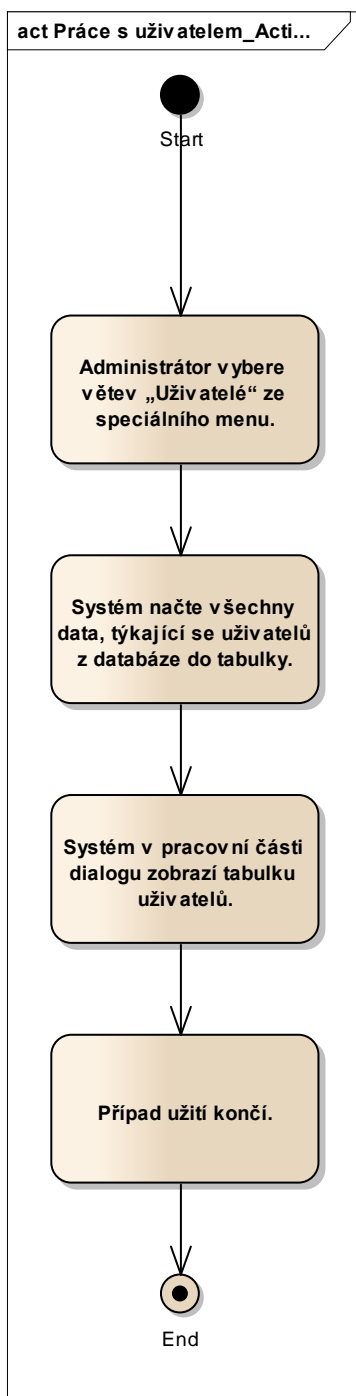 act Práce s uživatelem_Acti...
Start
Administrátor vybere
větev „Uživatelé“ ze
speciálního menu.
Systém načte všechny
data, týkající se uživatelů
z databáze do tabulky.
Systém v pracovní části
dialogu zobrazí tabulku
uživatelů.
Případ užití končí.
End